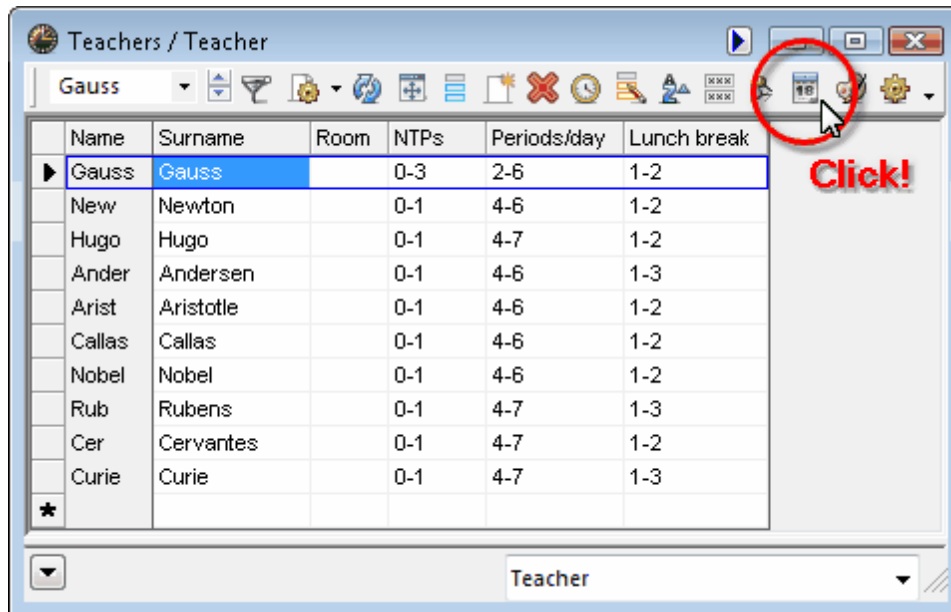 Teachers / Teacher
Gauss
18
Click!
Name Surname Room NTPs Periods/day Lunch break
Gauss Gauss 0-3 2-6 1-2
New Newton 0-1 4-6 1-2
Hugo Hugo 0-1 4-7 1-2
Ander Andersen 0-1 4-6 1-3
Arist Aristotle 0-1 4-6 1-2
Callas Callas 0-1 4-6 1-2
Nobel Nobel 0-1 4-6 1-2
Rub Rubens 0-1 4-7 1-3
Cer Cervantes 0-1 4-7 1-2
Curie Curie 0-1 4-7 1-3
Teacher